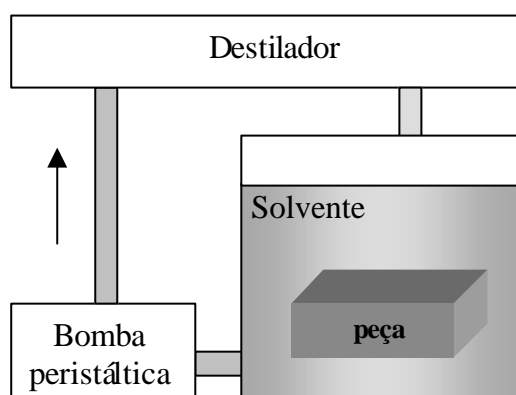 Destilador
Solvente
peça
Bomba
peristáltica